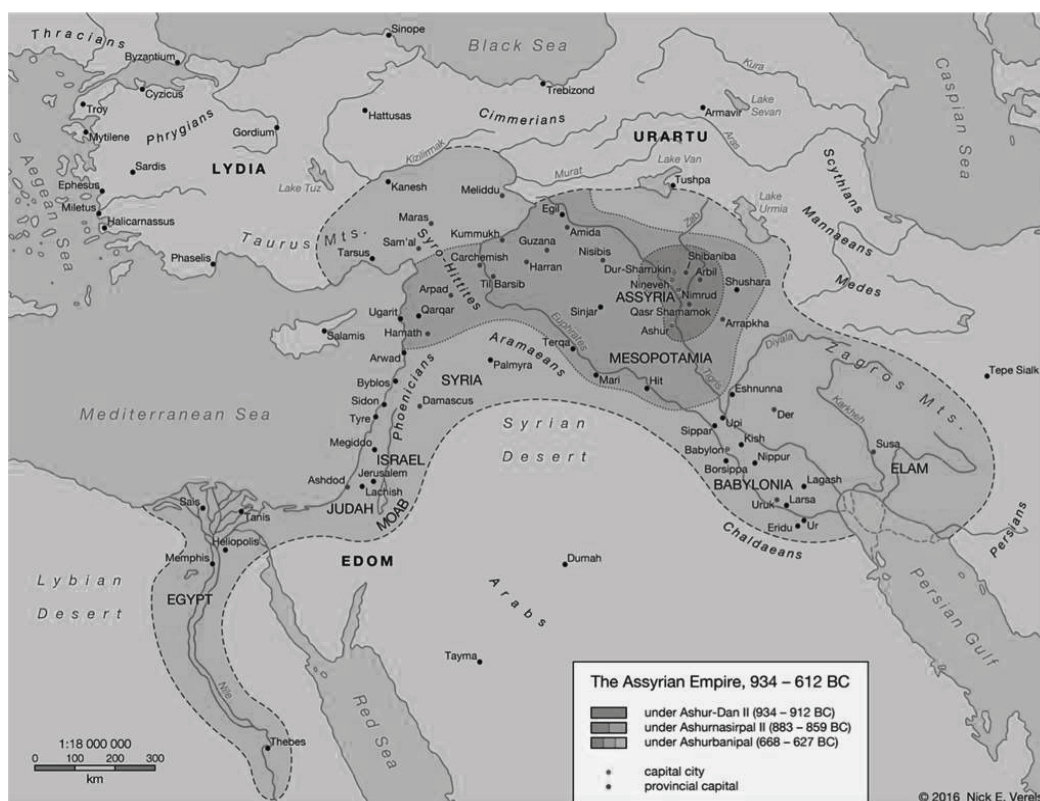 Sinope
Black Sea
Thracians
Byzantium
Caspian Sea
Kura
Trebizond
Cyzicus
Troy
Hattusas
Cimmerians
Armavir
Lake
Sevan
Phrygians
Gordium
Mytilene
URARTU
Aras
Sardis
LYDIA
Kizilirmak
Lake Van
Scythians
Murat
Tushpa
Aegean Sea
Lake Tuz
Kanesh
Meliddu
Ephesus
Miletus
Lake
Urmia
Mannaeans
Halicarnassus
Egil
Zab
Maras
Amida
Taurus Mts.
Sam'al
Kummukh
Guzana
Nisibis
Shibaniba
Phaselis
Tarsus
Syro-Hittites
Carchemish
Harran
Dur-Sharrukin
Arbil
Medes
Til Barsib
Nineveh
Shushara
Arpad
ASSYRIA
Nimrud
Ugarit
Qarqar
Sinjar
Qasr Shamamok
Salamis
Hamath
Euphrates
Ashur
Arrapkha
Terqa
Arwad
Aramaeans
MESOPOTAMIA
Diyala
Zagros Mts.
Palmyra
Tigris
Tepe Sialk
Byblos
SYRIA
Mari
Hit
Eshnunna
Karkheh
Phoenicians
Sidon
Damascus
Der
Mediterranean Sea
Tyre
Upi
Syrian
Desert
Sippar
Kish
Susa
Megiddo
ISRAEL
Babylon
Nippur
ELAM
Borsippa
Jerusalem
Ashdod
Lachish
BABYLONIA
Lagash
JUDAH
MOAB
Uruk
Larsa
Sais
Tanis
Eridu
Ur
Chaldaeans
Persians
Heliopolis
EDOM
Memphis
Dumah
Lybian
Desert
EGYPT
Arabs
Persian Gulf
Tayma
Nile
Red Sea
Thebes
The Assyrian Empire, 934 – 612 BC
under Ashur-Dan II (934 – 912 BC)
under Ashurnasirpal II (883 – 859 BC)
under Ashurbanipal (668 – 627 BC)
capital city
provincial capital
1:18 000 000
0 100 200 300
km
© 2016 Nick E. Verels